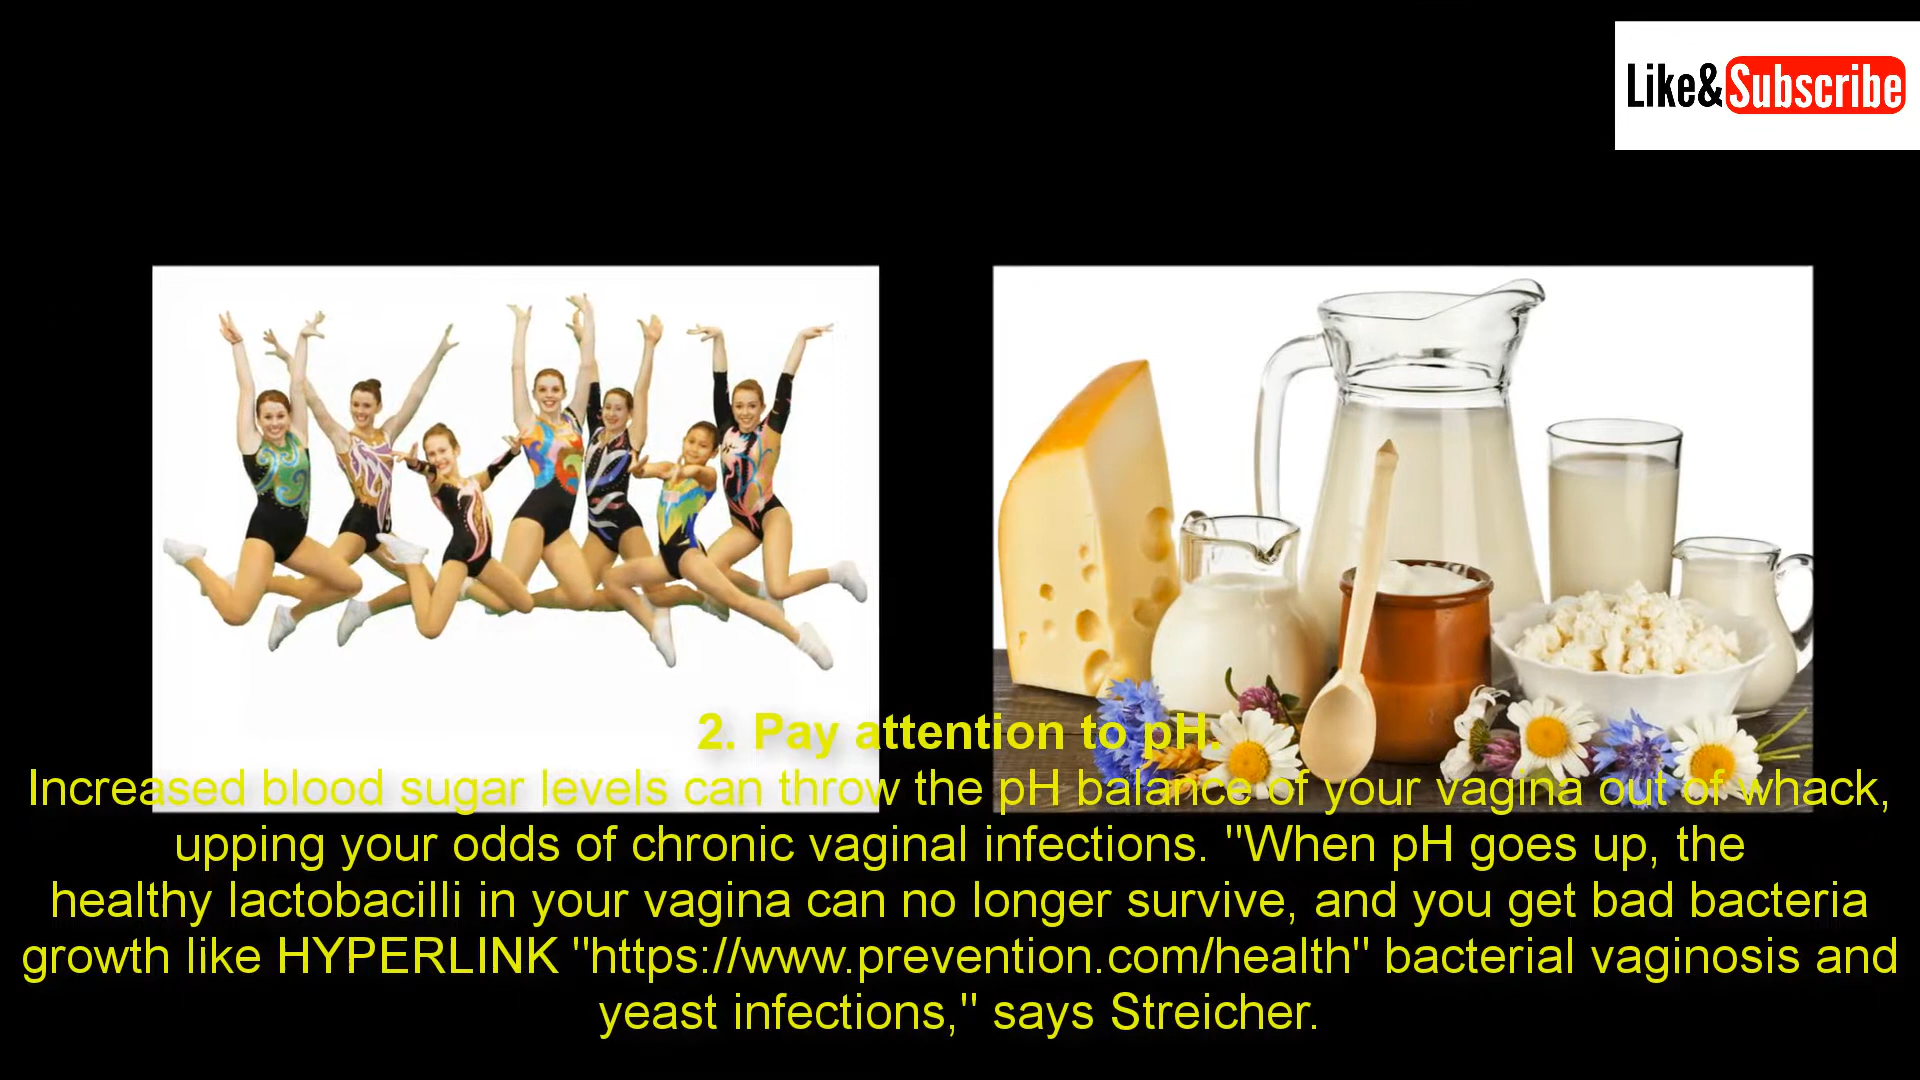 Like& Subscribe
2. Pay attention to pH.
Increased blood sugar levels can throw the pH balance of your vagina out of whack,
upping your odds of chronic vaginal infections. "When pH goes up, the
healthy lactobacilli in your vagina can no longer survive, and you get bad bacteria
growth like HYPERLINK "https://www.prevention.com/health" bacterial vaginosis and
yeast infections," says Streicher.